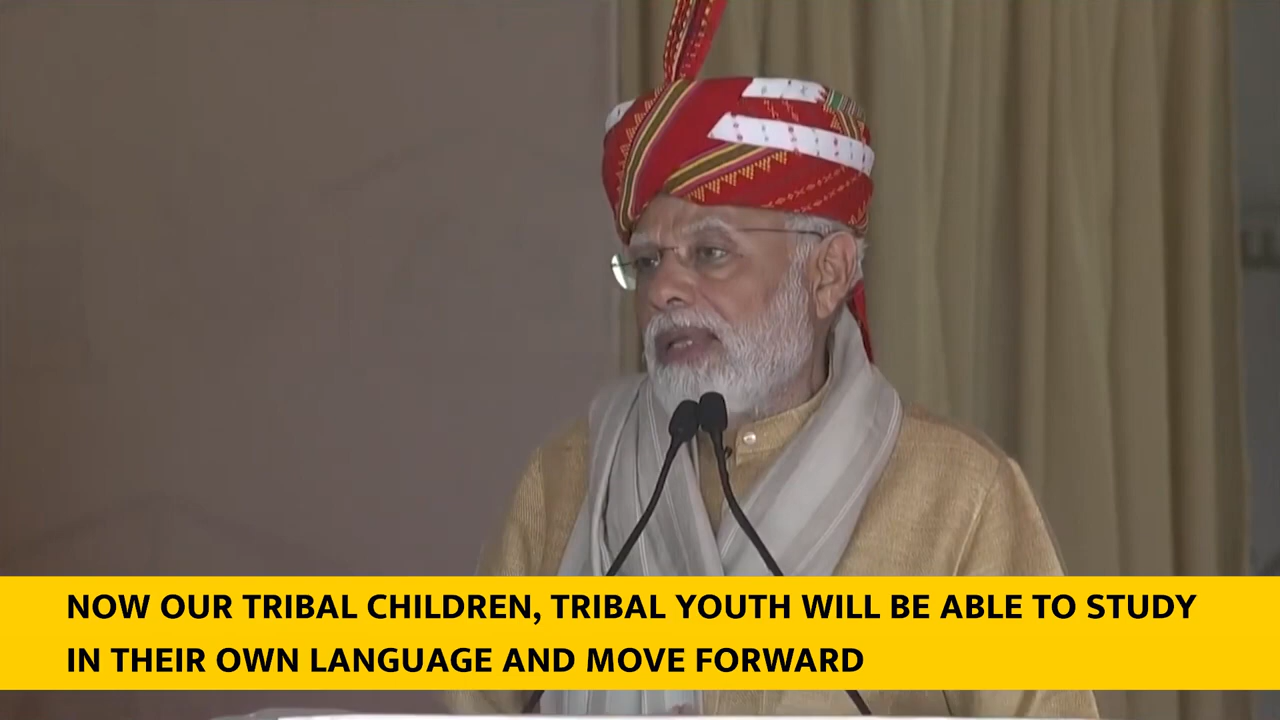 NOW OUR TRIBAL CHILDREN, TRIBAL YOUTH WILL BE ABLE TO STUDY
IN THEIR OWN LANGUAGE AND MOVE FORWARD